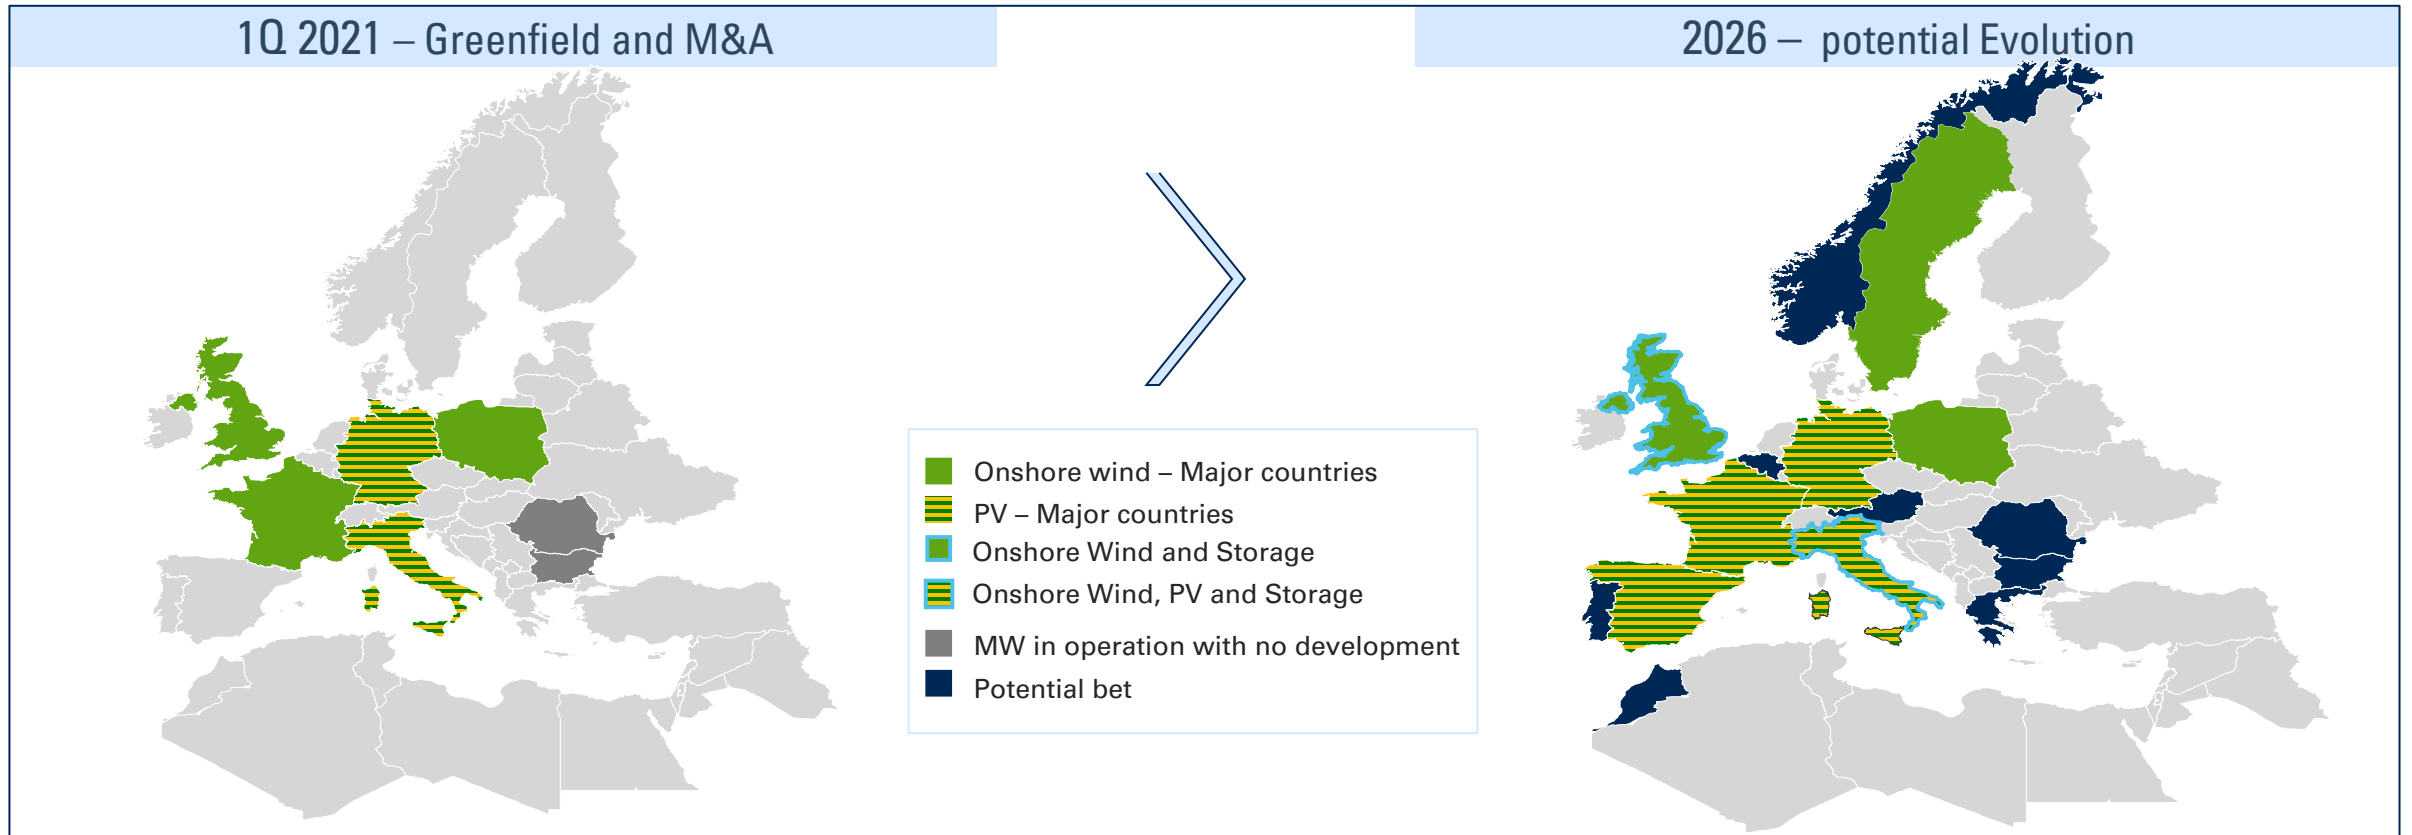 1Q 2021 – Greenfield and M&A
2026 – potential Evolution
Onshore wind – Major countries
PV – Major countries
Onshore Wind and Storage
Onshore Wind, PV and Storage
MW in operation with no development
Potential bet